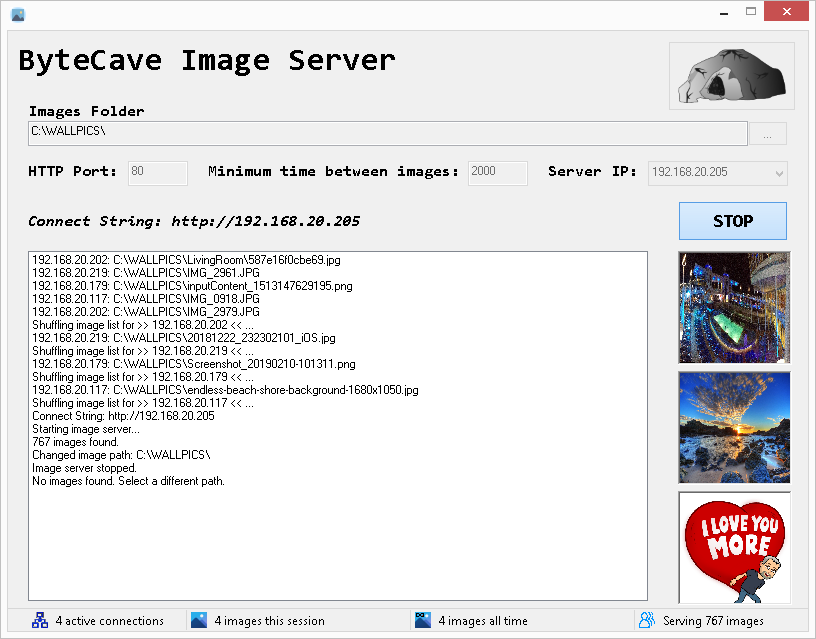 ByteCave Image Server
Images Folder
C:\WALLPICS\
...
HTTP Port: 80 Minimum time between images: 2000 Server IP: 192.168.20.205
Connect String: http://192.168.20.205
STOP
192.168.20.202: C:\WALLPICS\LivingRoom\587e16f0cbe69.jpg
192.168.20.219: C:\WALLPICS\IMG_2961.JPG
192.168.20.179: C:\WALLPICS\inputContent_1513147629195.png
192.168.20.117: C:\WALLPICS\IMG_0918.JPG
192.168.20.202: C:\WALLPICS\IMG_2979.JPG
Shuffling image list for >> 192.168.20.202 << ...
192.168.20.219: C:\WALLPICS\20181222_232302101_iOS.jpg
Shuffling image list for >> 192.168.20.219 << ...
192.168.20.179: C:\WALLPICS\Screenshot_20190210-101311.png
Shuffling image list for >> 192.168.20.179 << ...
192.168.20.117: C:\WALLPICS\endless-beach-shore-background-1680x1050.jpg
Shuffling image list for >> 192.168.20.117 << ...
Connect String: http://192.168.20.205
Starting image server...
767 images found.
Changed image path: C:\WALLPICS\
Image server stopped.
No images found. Select a different path.
I LOVE YOU
MORE
4 active connections 4 images this session 4 images all time Serving 767 images